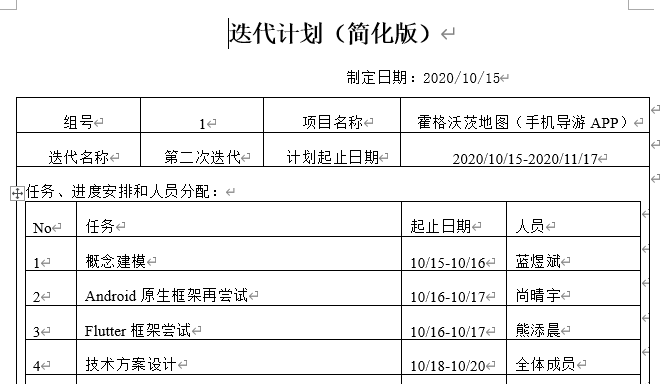 迭代计划（简化版）
制定日期：2020/10/15
组号 1 项目名称 霍格沃茨地图（手机导游 APP）
迭代名称 第二次迭代 计划起止日期 2020/10/15-2020/11/17
任务、进度安排和人员分配：
No 任务 起止日期 人员
1 概念建模 10/15-10/16 蓝煜斌
2 Android 原生框架再尝试 10/16-10/17 尚晴宇
3 Flutter 框架尝试 10/16-10/17 熊添晨
4 技术方案设计 10/18-10/20 全体成员